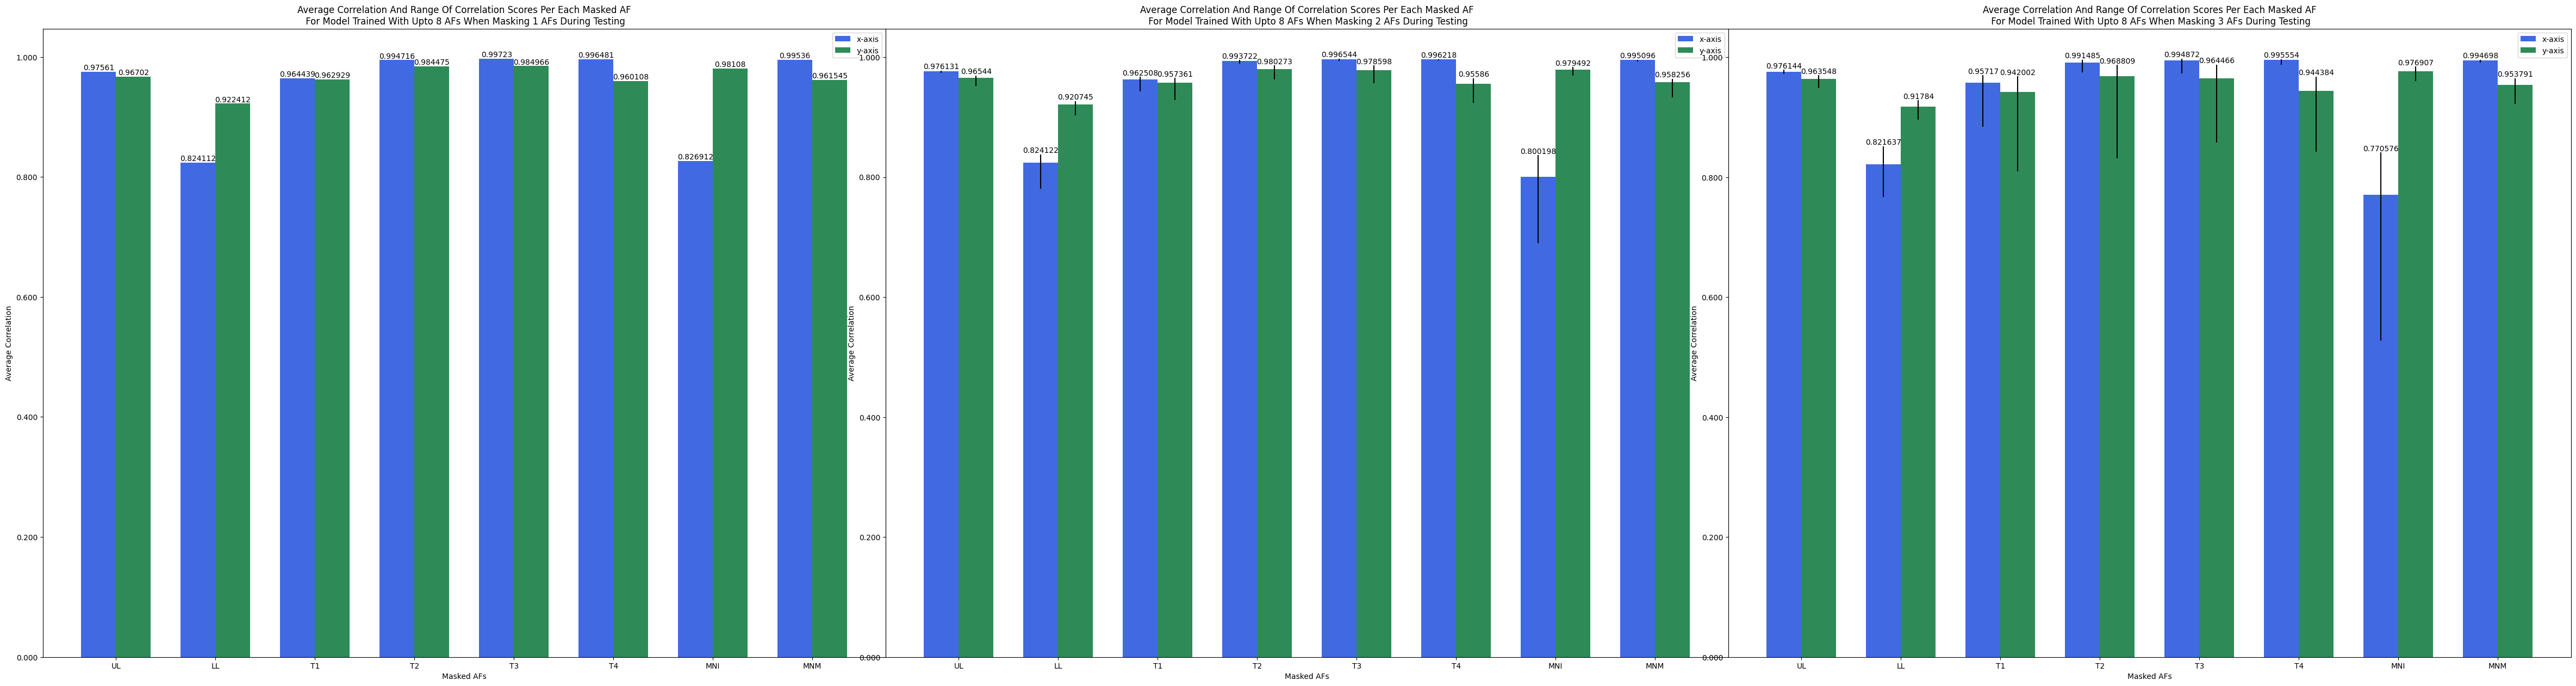 Average Correlation And Range Of Correlation Scores Per Each Masked AF
For Model Trained With Upto 8 AFs When Masking 1 AFs During Testing
x-axis
y-axis
Average Correlation
1.000
0.800
0.600
0.400
0.200
0.000
0.97561
0.96702
0.824112
0.922412
0.964439
0.962929
0.994716
0.984475
0.99723
0.984966
0.996481
0.960108
0.826912
0.98108
0.99536
0.961545
UL
LL
T1
T2
T3
T4
MNI
MNM
Masked AFs
Average Correlation And Range Of Correlation Scores Per Each Masked AF
For Model Trained With Upto 8 AFs When Masking 2 AFs During Testing
x-axis
y-axis
Average Correlation
1.000
0.800
0.600
0.400
0.200
0.000
0.976131
0.96544
0.824122
0.920745
0.962508
0.957361
0.993722
0.980273
0.996544
0.978598
0.996218
0.95586
0.800198
0.979492
0.995096
0.958256
UL
LL
T1
T2
T3
T4
MNI
MNM
Masked AFs
Average Correlation And Range Of Correlation Scores Per Each Masked AF
For Model Trained With Upto 8 AFs When Masking 3 AFs During Testing
x-axis
y-axis
Average Correlation
1.000
0.800
0.600
0.400
0.200
0.000
0.976144
0.963548
0.821637
0.91784
0.95717
0.942002
0.991485
0.968809
0.994872
0.964466
0.995554
0.944384
0.770576
0.976907
0.994698
0.953791
UL
LL
T1
T2
T3
T4
MNI
MNM
Masked AFs